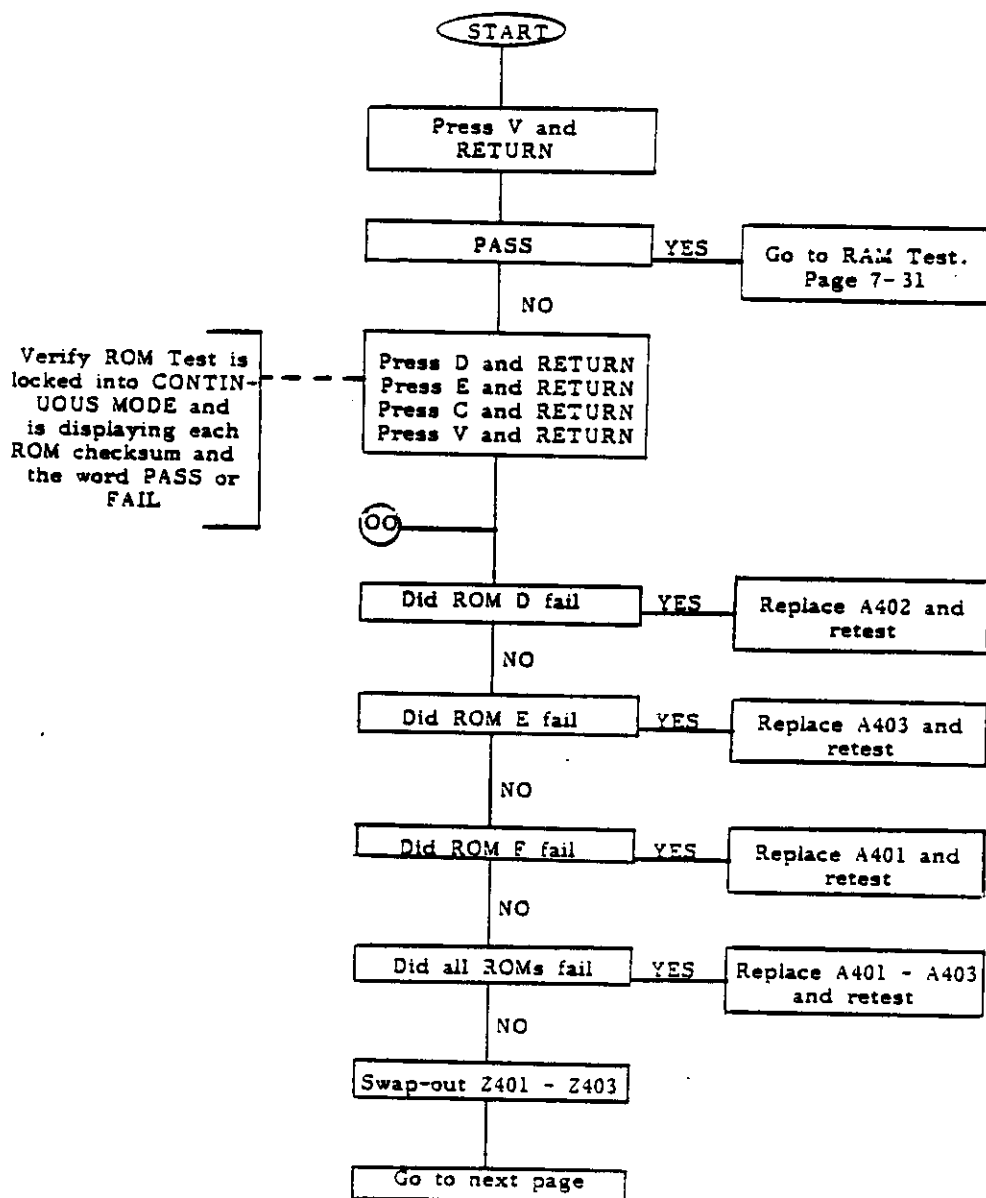 START
Press V and
RETURN
PASS
YES
Go to RAM Test.
Page 7-31
NO
Verify ROM Test is
locked into CONTIN-
UOUS MODE and
is displaying each
ROM checksum and
the word PASS or
FAIL
Press D and RETURN
Press E and RETURN
Press C and RETURN
Press V and RETURN
OO
Did ROM D fail
YES
Replace A402 and
retest
NO
Did ROM E fail
YES
Replace A403 and
retest
NO
Did ROM F fail
YES
Replace A401 and
retest
NO
Did all ROMs fail
YES
Replace A401 - A403
and retest
NO
Swap-out Z401 - Z403
Go to next page